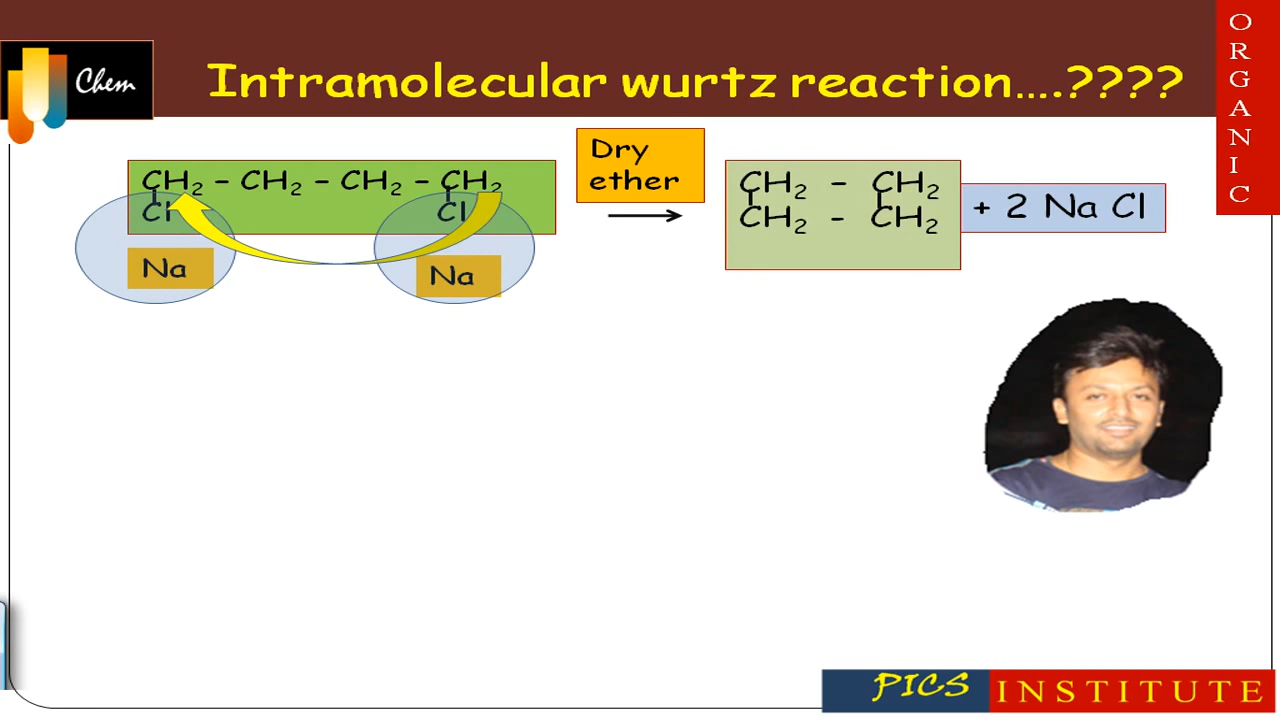 Chem
Intramolecular wurtz reaction….????
ORGANIC
CH2 – CH2 – CH2 – CH2
Cl Cl
Na Na
Dry
ether
CH2 – CH2
CH2 – CH2
+ 2 Na Cl
PICS INSTITUTE